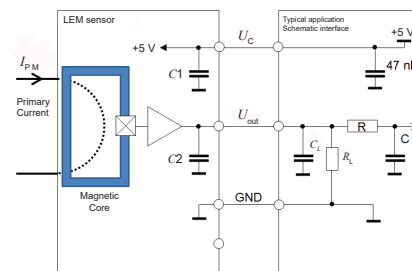 LEM sensor
Typical application
Schematic interface
+5 V
U_C
+5 V
I_PM
C1
47 nF
Primary
Current
U_out
R
C2
C_L
R_L
C
GND
Magnetic
Core